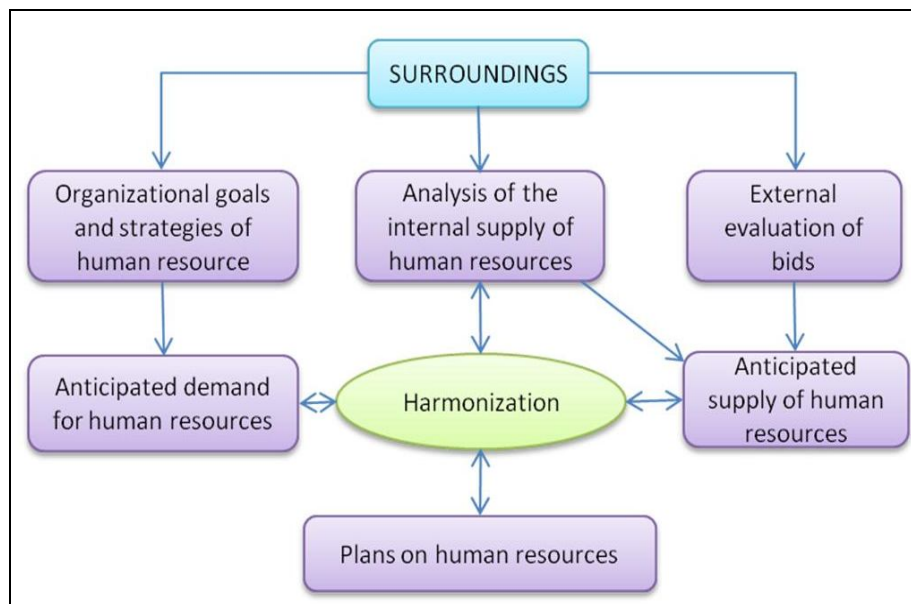 SURROUNDINGS
Organizational goals
and strategies of
human resource
Analysis of the
internal supply of
human resources
External
evaluation of
bids
Anticipated demand
for human resources
Harmonization
Anticipated
supply of human
resources
Plans on human resources